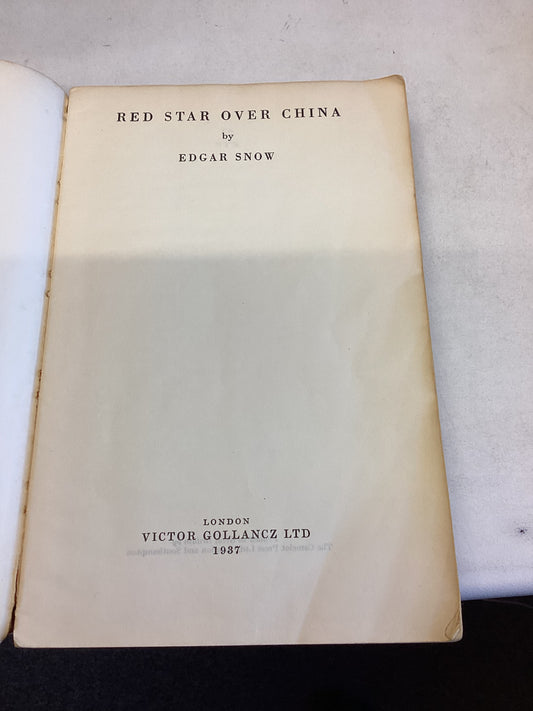 RED STAR OVER CHINA
by
EDGAR SNOW
LONDON
VICTOR GOLLANCZ LTD
1937